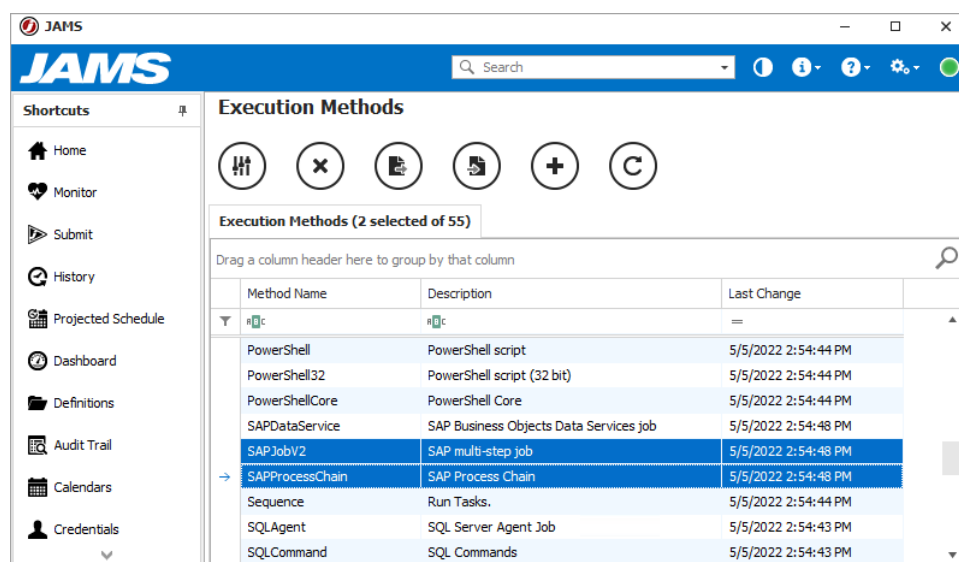 JAMS
JAMS
Search
Shortcuts
Execution Methods
Home
Monitor
Submit
History
Projected Schedule
Dashboard
Definitions
Audit Trail
Calendars
Credentials
Execution Methods (2 selected of 55)
Drag a column header here to group by that column
Method Name Description Last Change
ABC ABC =
PowerShell PowerShell script 5/5/2022 2:54:44 PM
PowerShell32 PowerShell script (32 bit) 5/5/2022 2:54:44 PM
PowerShellCore PowerShell Core 5/5/2022 2:54:44 PM
SAPDataService SAP Business Objects Data Services job 5/5/2022 2:54:48 PM
SAPJobV2 SAP multi-step job 5/5/2022 2:54:48 PM
SAPProcessChain SAP Process Chain 5/5/2022 2:54:48 PM
Sequence Run Tasks. 5/5/2022 2:54:44 PM
SQLAgent SQL Server Agent Job 5/5/2022 2:54:43 PM
SQLCommand SQL Commands 5/5/2022 2:54:43 PM